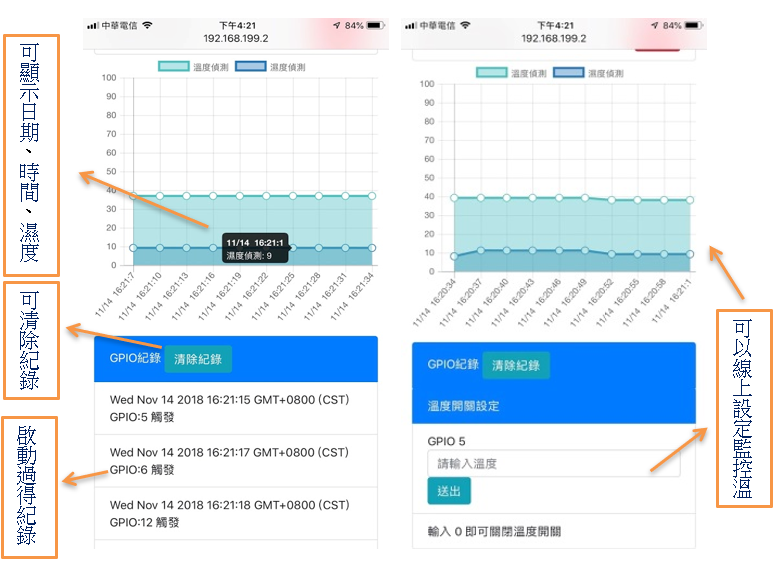 可顯示日期、時間、濕度
可清除紀錄
啟動過得紀錄
中華電信
下午4:21
84%
192.168.199.2
溫度偵測
濕度偵測
100
90
80
70
60
50
40
30
20
10
0
11/14 16:21:1
濕度偵測: 9
11/14 16:21:7
11/14 16:21:10
11/14 16:21:13
11/14 16:21:16
11/14 16:21:19
11/14 16:21:22
11/14 16:21:25
11/14 16:21:28
11/14 16:21:31
11/14 16:21:34
GPIO紀錄
清除紀錄
Wed Nov 14 2018 16:21:15 GMT+0800 (CST)
GPIO:5 觸發
Wed Nov 14 2018 16:21:17 GMT+0800 (CST)
GPIO:6 觸發
Wed Nov 14 2018 16:21:18 GMT+0800 (CST)
GPIO:12 觸發
中華電信
下午4:21
84%
192.168.199.2
溫度偵測
濕度偵測
100
90
80
70
60
50
40
30
20
10
0
11/14 16:20:34
11/14 16:20:37
11/14 16:20:40
11/14 16:20:43
11/14 16:20:46
11/14 16:20:49
11/14 16:20:52
11/14 16:20:55
11/14 16:20:58
11/14 16:21:1
GPIO紀錄
清除紀錄
溫度開關設定
GPIO 5
請輸入溫度
送出
輸入 0 即可關閉溫度開關
可以線上設定監控溫